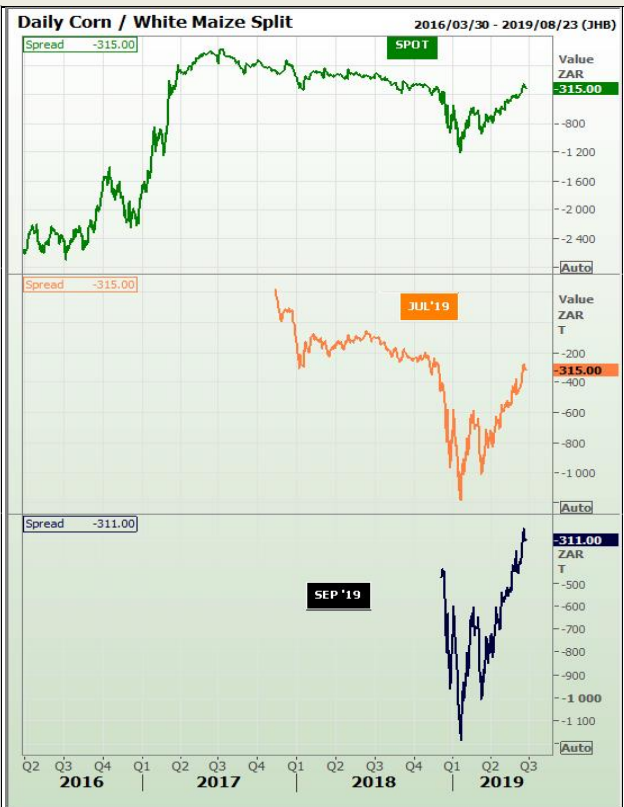 Daily Corn / White Maize Split 2016/03/30 - 2019/08/23 (JHB)
Spread -315.00
SPOT
Value
ZAR
-315.00
-800
-1 200
-1 600
-2 000
-2 400
Auto
Spread -315.00
JUL'19
Value
ZAR
T
-200
-315.00
-400
-600
-800
-1 000
Auto
Spread -311.00
-311.00
ZAR
T
SEP '19
-500
-600
-700
-800
-900
-1 000
-1 100
Auto
Q2 Q3 Q4 Q1 Q2 Q3 Q4 Q1 Q2 Q3 Q4 Q1 Q2 Q3
2016 2017 2018 2019